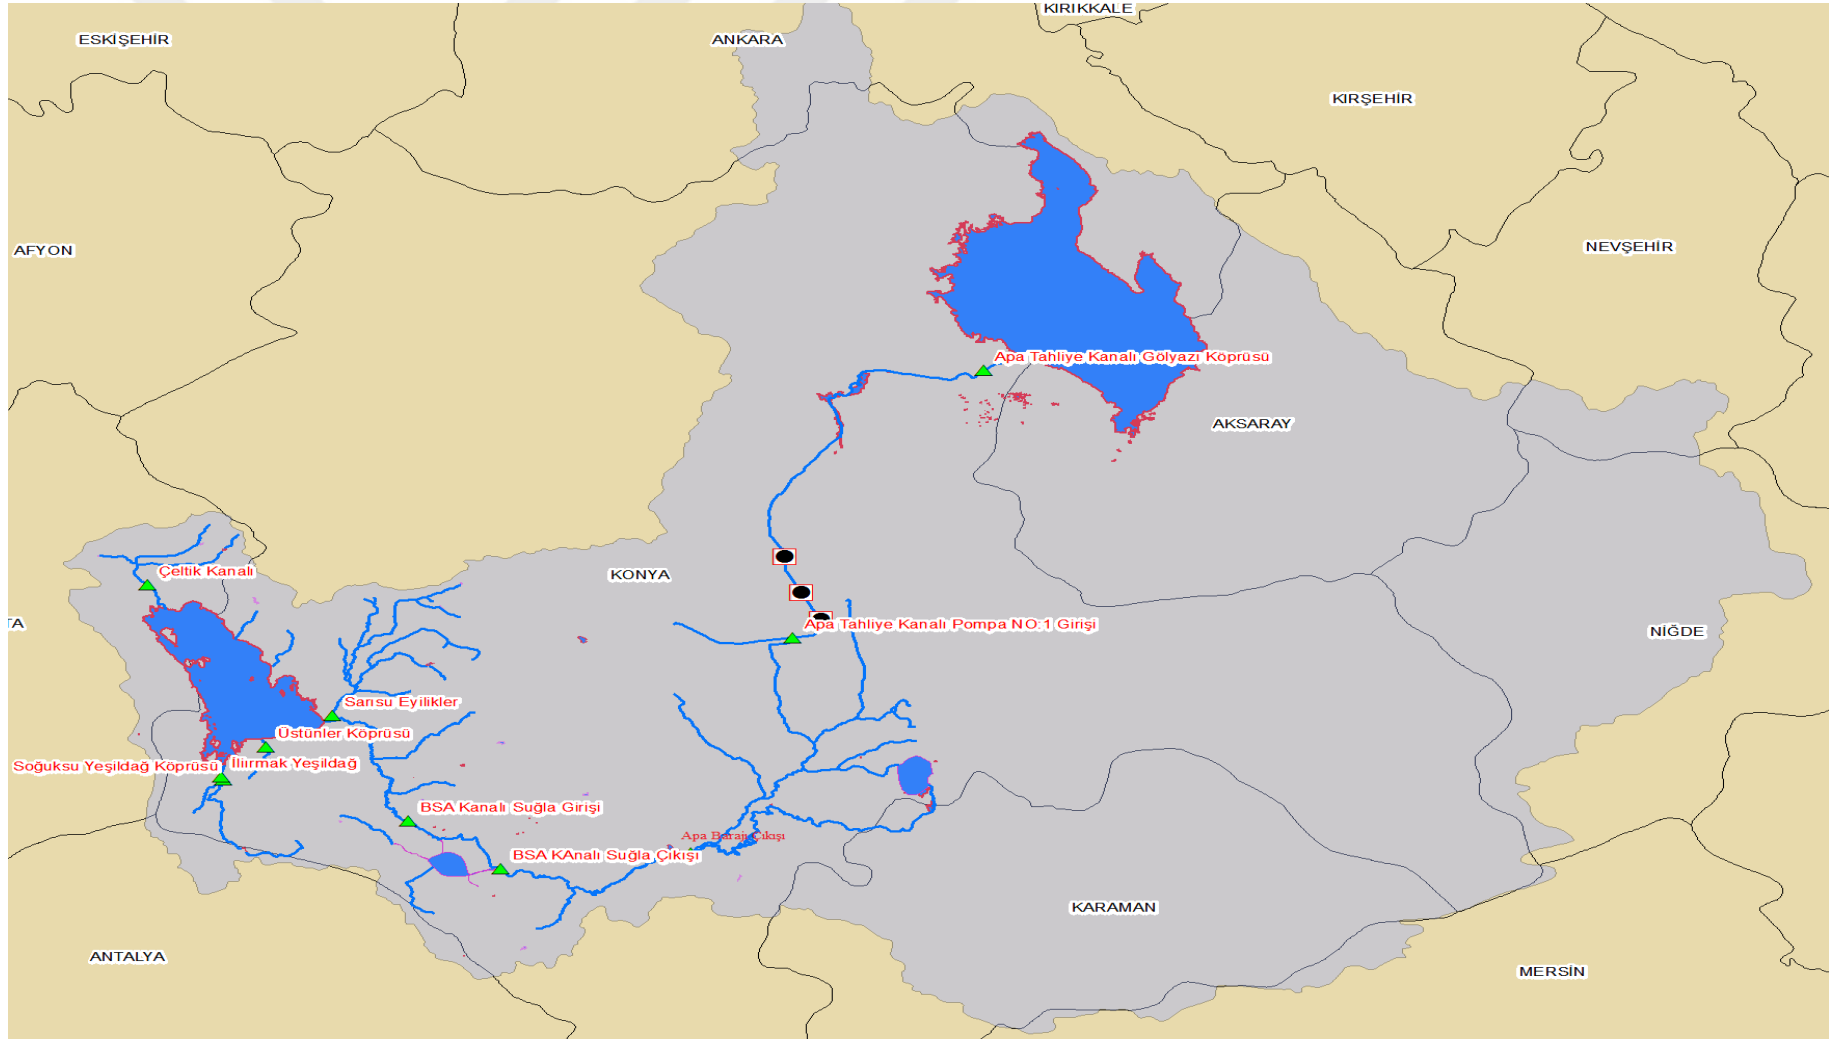 KIRIKKALE
ESKİŞEHİR
ANKARA
KIRŞEHİR
AFYON
NEVŞEHİR
Apa Tahliye Kanalı Gölyazı Köprüsü
AKSARAY
Çeltik Kanalı
KONYA
TA
Apa Tahliye Kanalı Pompa NO:1 Girişi
NİĞDE
Sarısu Eyilikler
Üstünler Köprüsü
Soğuksu Yeşildağ Köprüsü
İlıırmak Yeşildağ
BSA Kanalı Suğla Girişi
Apa Barajı Çıkışı
BSA KAnalı Suğla Çıkışı
KARAMAN
ANTALYA
MERSİN